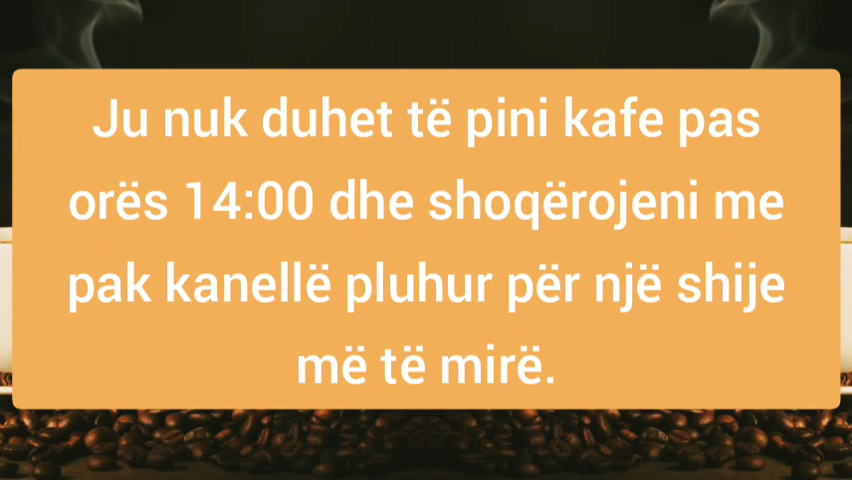 Ju nuk duhet të pini kafe pas
orës 14:00 dhe shoqërojeni me
pak kanellë pluhur për një shije
më të mirë.